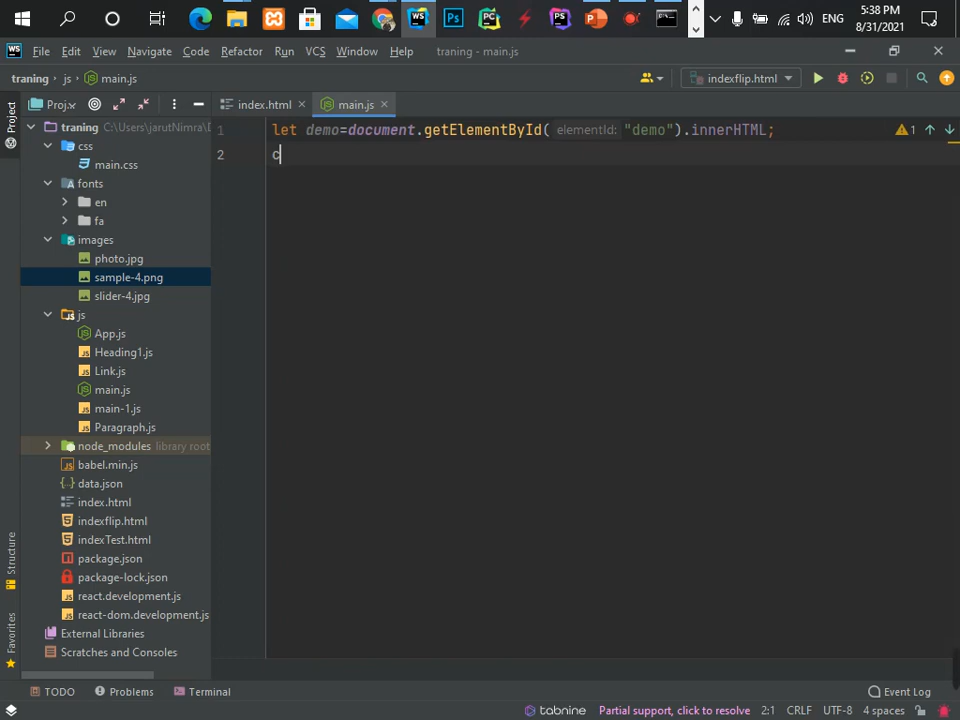 ENG
5:38 PM
8/31/2021
WS
File Edit View Navigate Code Refactor Run VCS Window Help
traning - main.js
traning js main.js
indexflip.html
Proj..
index.html
main.js
Project
traning C:\Users\jarutNimra\D
css
main.css
fonts
en
fa
images
photo.jpg
sample-4.png
slider-4.jpg
js
App.js
Heading1.js
Link.js
main.js
main-1.js
Paragraph.js
node_modules library root
babel.min.js
data.json
index.html
indexflip.html
indexTest.html
package.json
package-lock.json
react.development.js
react-dom.development.js
External Libraries
Scratches and Consoles
Structure
Favorites
1 let demo=document.getElementById( elementId: "demo").innerHTML;
2 c
1
TODO Problems Terminal
Event Log
tabnine Partial support, click to resolve 2:1 CRLF UTF-8 4 spaces